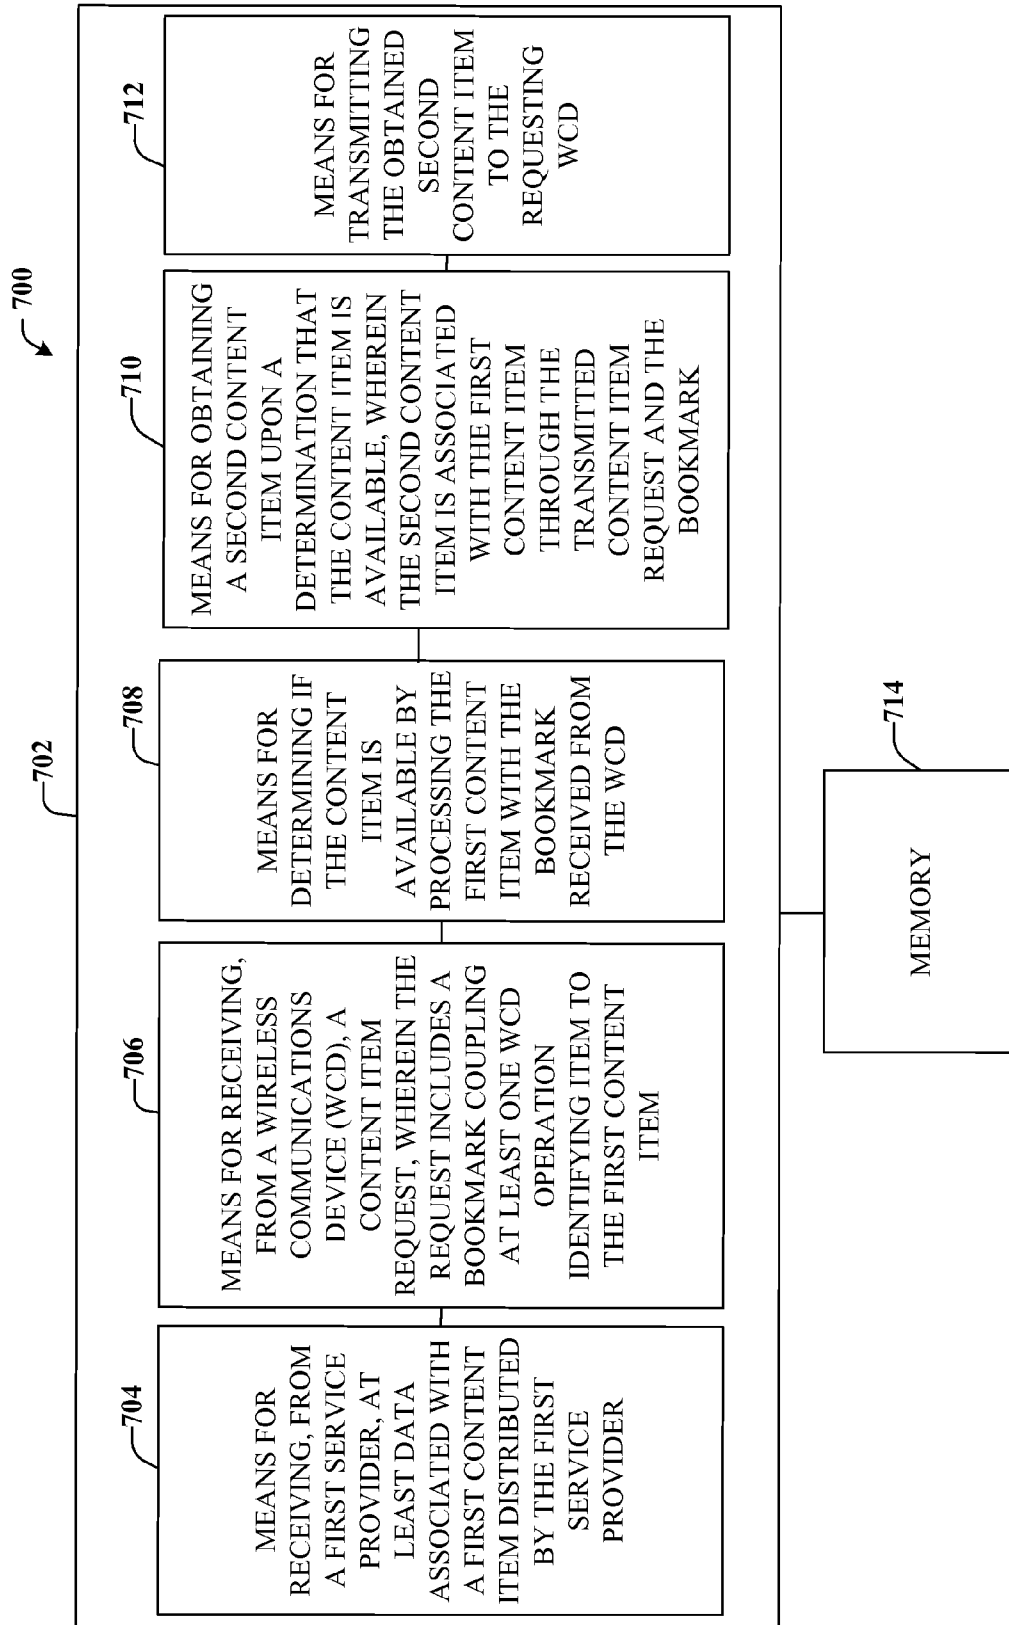 700
702
704
MEANS FOR
RECEIVING, FROM
A FIRST SERVICE
PROVIDER, AT
LEAST DATA
ASSOCIATED WITH
A FIRST CONTENT
ITEM DISTRIBUTED
BY THE FIRST
SERVICE
PROVIDER
706
MEANS FOR RECEIVING,
FROM A WIRELESS
COMMUNICATIONS
DEVICE (WCD), A
CONTENT ITEM
REQUEST, WHEREIN THE
REQUEST INCLUDES A
BOOKMARK COUPLING
AT LEAST ONE WCD
OPERATION
IDENTIFYING ITEM TO
THE FIRST CONTENT
ITEM
708
MEANS FOR
DETERMINING IF
THE CONTENT
ITEM IS
AVAILABLE BY
PROCESSING THE
FIRST CONTENT
ITEM WITH THE
BOOKMARK
RECEIVED FROM
THE WCD
710
MEANS FOR OBTAINING
A SECOND CONTENT
ITEM UPON A
DETERMINATION THAT
THE CONTENT ITEM IS
AVAILABLE, WHEREIN
THE SECOND CONTENT
ITEM IS ASSOCIATED
WITH THE FIRST
CONTENT ITEM
THROUGH THE
TRANSMITTED
CONTENT ITEM
REQUEST AND THE
BOOKMARK
712
MEANS FOR
TRANSMITTING
THE OBTAINED
SECOND
CONTENT ITEM
TO THE
REQUESTING
WCD
714
MEMORY